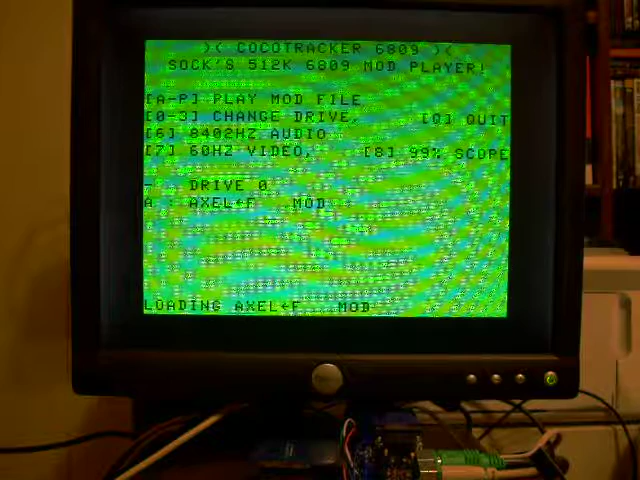 )( COCOTRACKER 6809 )(
SOCK'S 512K 6809 MOD PLAYER!
[A-P] PLAY MOD FILE
[0-3] CHANGE DRIVE, [Q] QUIT
[6] 8402HZ AUDIO
[7] 60HZ VIDEO, [8] 99% SCOPE
- DRIVE 0
A : AXEL←F MOD
LOADING AXEL←F MOD